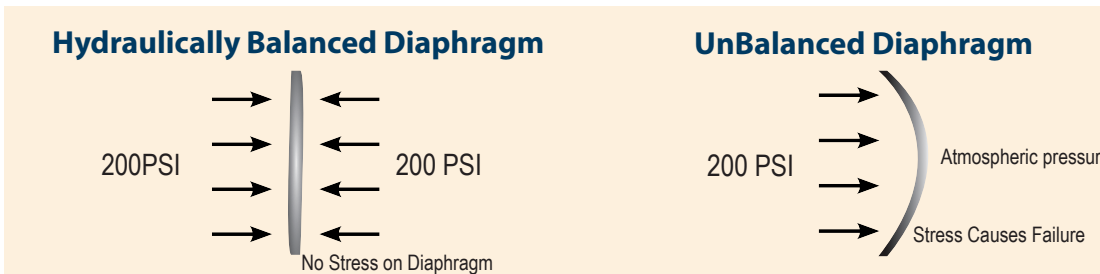 Hydraulically Balanced Diaphragm
200PSI
200 PSI
No Stress on Diaphragm
UnBalanced Diaphragm
200 PSI
Atmospheric pressur
Stress Causes Failure